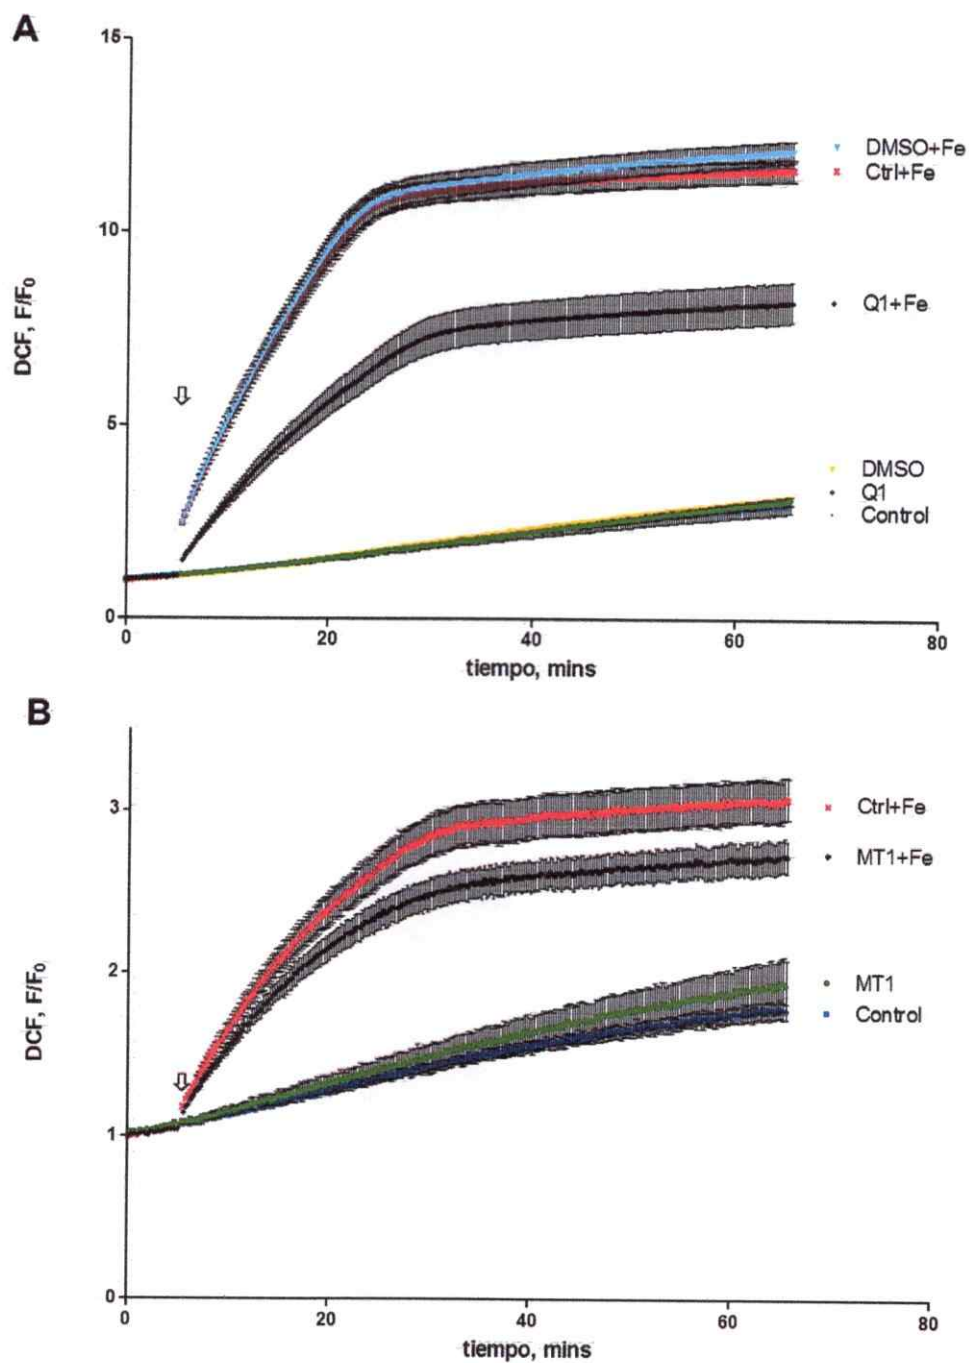 A
15
10
5
0
DCF, F/F0
0 20 40 60 80
tiempo, mins
DMSO+Fe
Ctrl+Fe
Q1+Fe
DMSO
Q1
Control
B
3
2
1
0
DCF, F/F0
0 20 40 60 80
tiempo, mins
Ctrl+Fe
MT1+Fe
MT1
Control